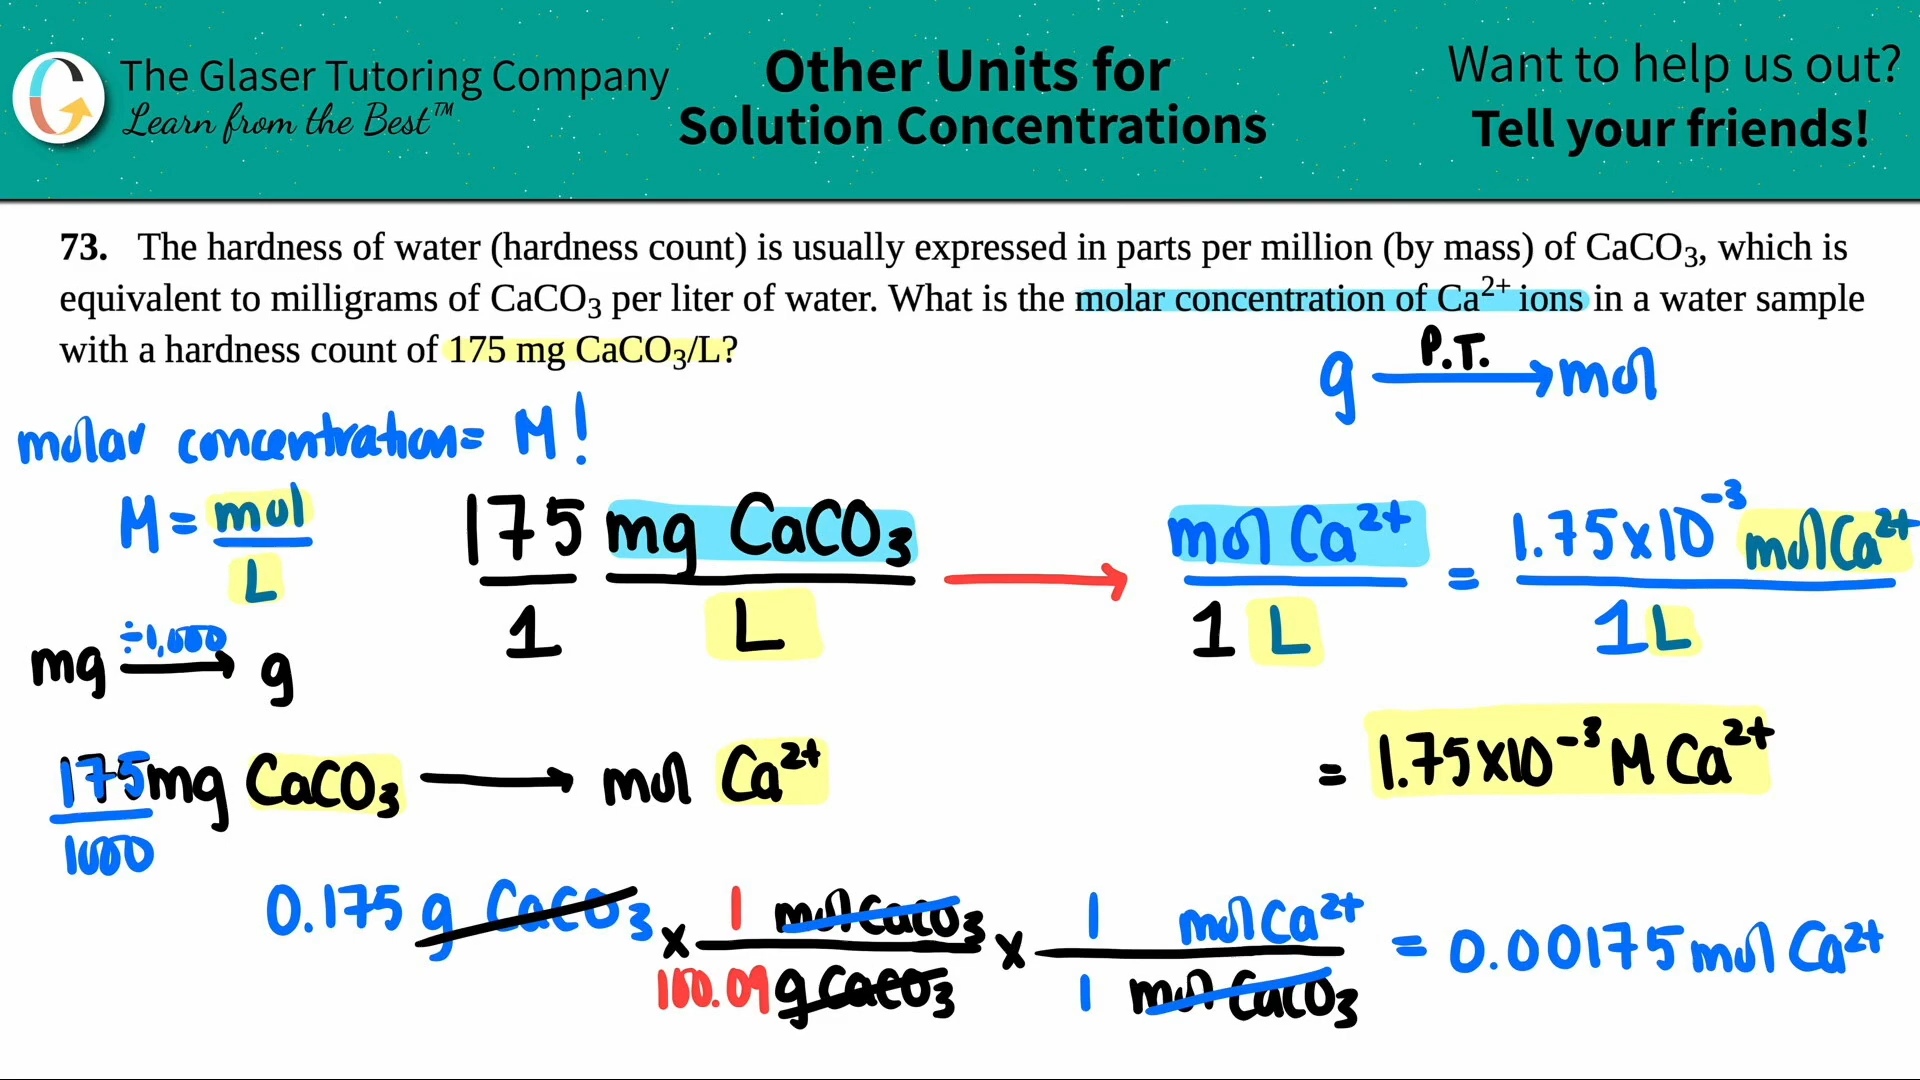 The Glaser Tutoring Company
Learn from the Best™
Other Units for
Solution Concentrations
Want to help us out?
Tell your friends!
73. The hardness of water (hardness count) is usually expressed in parts per million (by mass) of CaCO₃, which is
equivalent to milligrams of CaCO₃ per liter of water. What is the molar concentration of Ca²⁺ ions in a water sample
with a hardness count of 175 mg CaCO₃/L?
g P.T. → mol
molar concentration = M!
M = mol / L
175 / 1 mg CaCO₃ / L → mol Ca²⁺ / 1 L = 1.75 x 10⁻³ mol Ca²⁺ / 1 L
mg ÷1,000 → g
= 1.75 x 10⁻³ M Ca²⁺
175 / 1000 mg CaCO₃ → mol Ca²⁺
0.175 g CaCO₃ x 1 mol CaCO₃ / 100.09 g CaCO₃ x 1 mol Ca²⁺ / 1 mol CaCO₃ = 0.00175 mol Ca²⁺